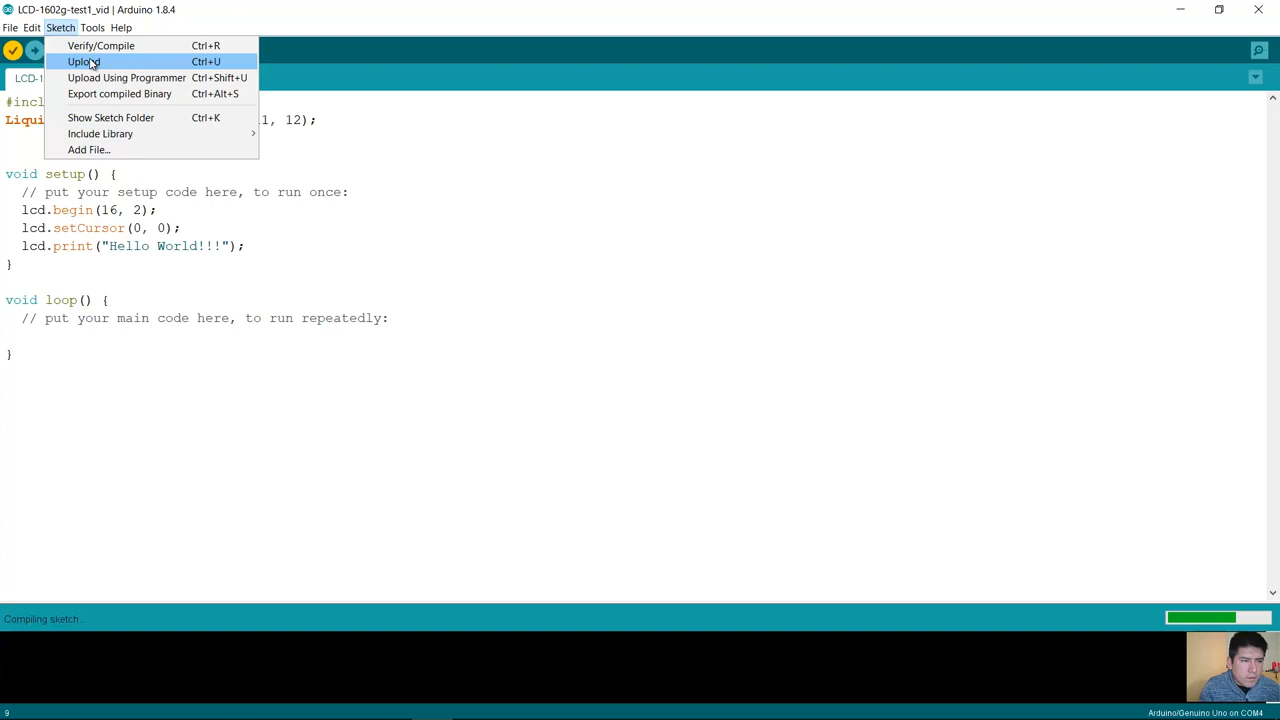 LCD-1602g-test1_vid | Arduino 1.8.4
File Edit Sketch Tools Help
Verify/Compile Ctrl+R
Upload Ctrl+U
Upload Using Programmer Ctrl+Shift+U
Export compiled Binary Ctrl+Alt+S
Show Sketch Folder Ctrl+K
Include Library
Add File...
LCD-1
#incl
Liqui 1, 12);
void setup() {
// put your setup code here, to run once:
lcd.begin(16, 2);
lcd.setCursor(0, 0);
lcd.print("Hello World!!!");
}
void loop() {
// put your main code here, to run repeatedly:
}
Compiling sketch...
9 Arduino/Genuino Uno on COM4